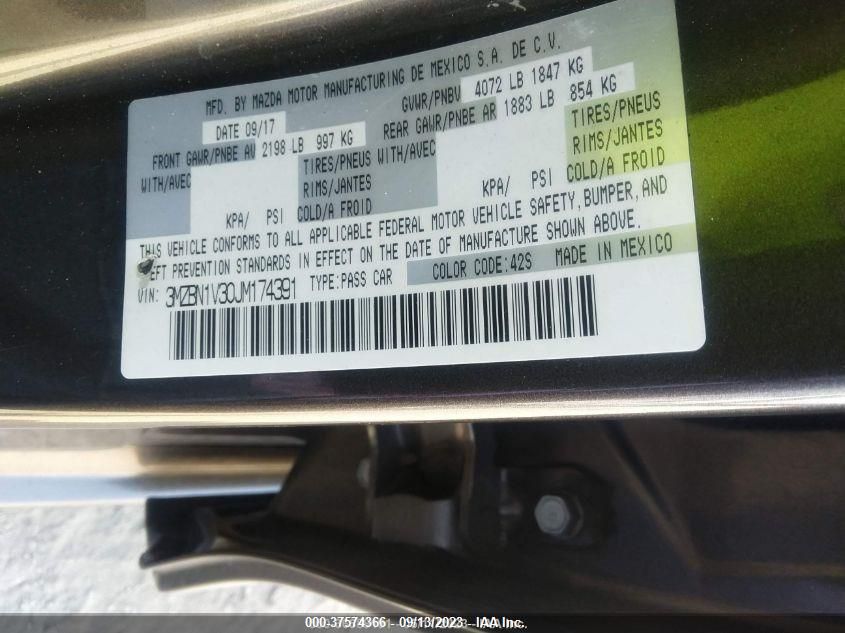 MFD. BY MAZDA MOTOR MANUFACTURING DE MEXICO S.A. DE C.V.
DATE 09/17 GVWR/PNBV 4072 LB 1847 KG
FRONT GAWR/PNBE AV 2198 LB 997 KG REAR GAWR/PNBE AR 1883 LB 854 KG
WITH/AVEC TIRES/PNEUS WITH/AVEC TIRES/PNEUS
RIMS/JANTES RIMS/JANTES
KPA/ PSI COLD/A FROID KPA/ PSI COLD/A FROID
THIS VEHICLE CONFORMS TO ALL APPLICABLE FEDERAL MOTOR VEHICLE SAFETY, BUMPER, AND
THEFT PREVENTION STANDARDS IN EFFECT ON THE DATE OF MANUFACTURE SHOWN ABOVE.
VIN: 3MZBN1V30JM174391 TYPE:PASS CAR COLOR CODE:42S MADE IN MEXICO
000-37574366 - 09/13/2023 - IAA Inc.